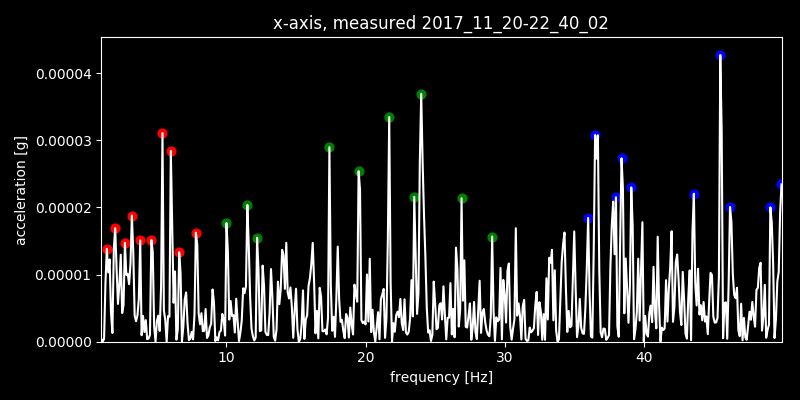 x-axis, measured 2017_11_20-22_40_02
acceleration [g]
0.00004
0.00003
0.00002
0.00001
0.00000
10 20 30 40
frequency [Hz]